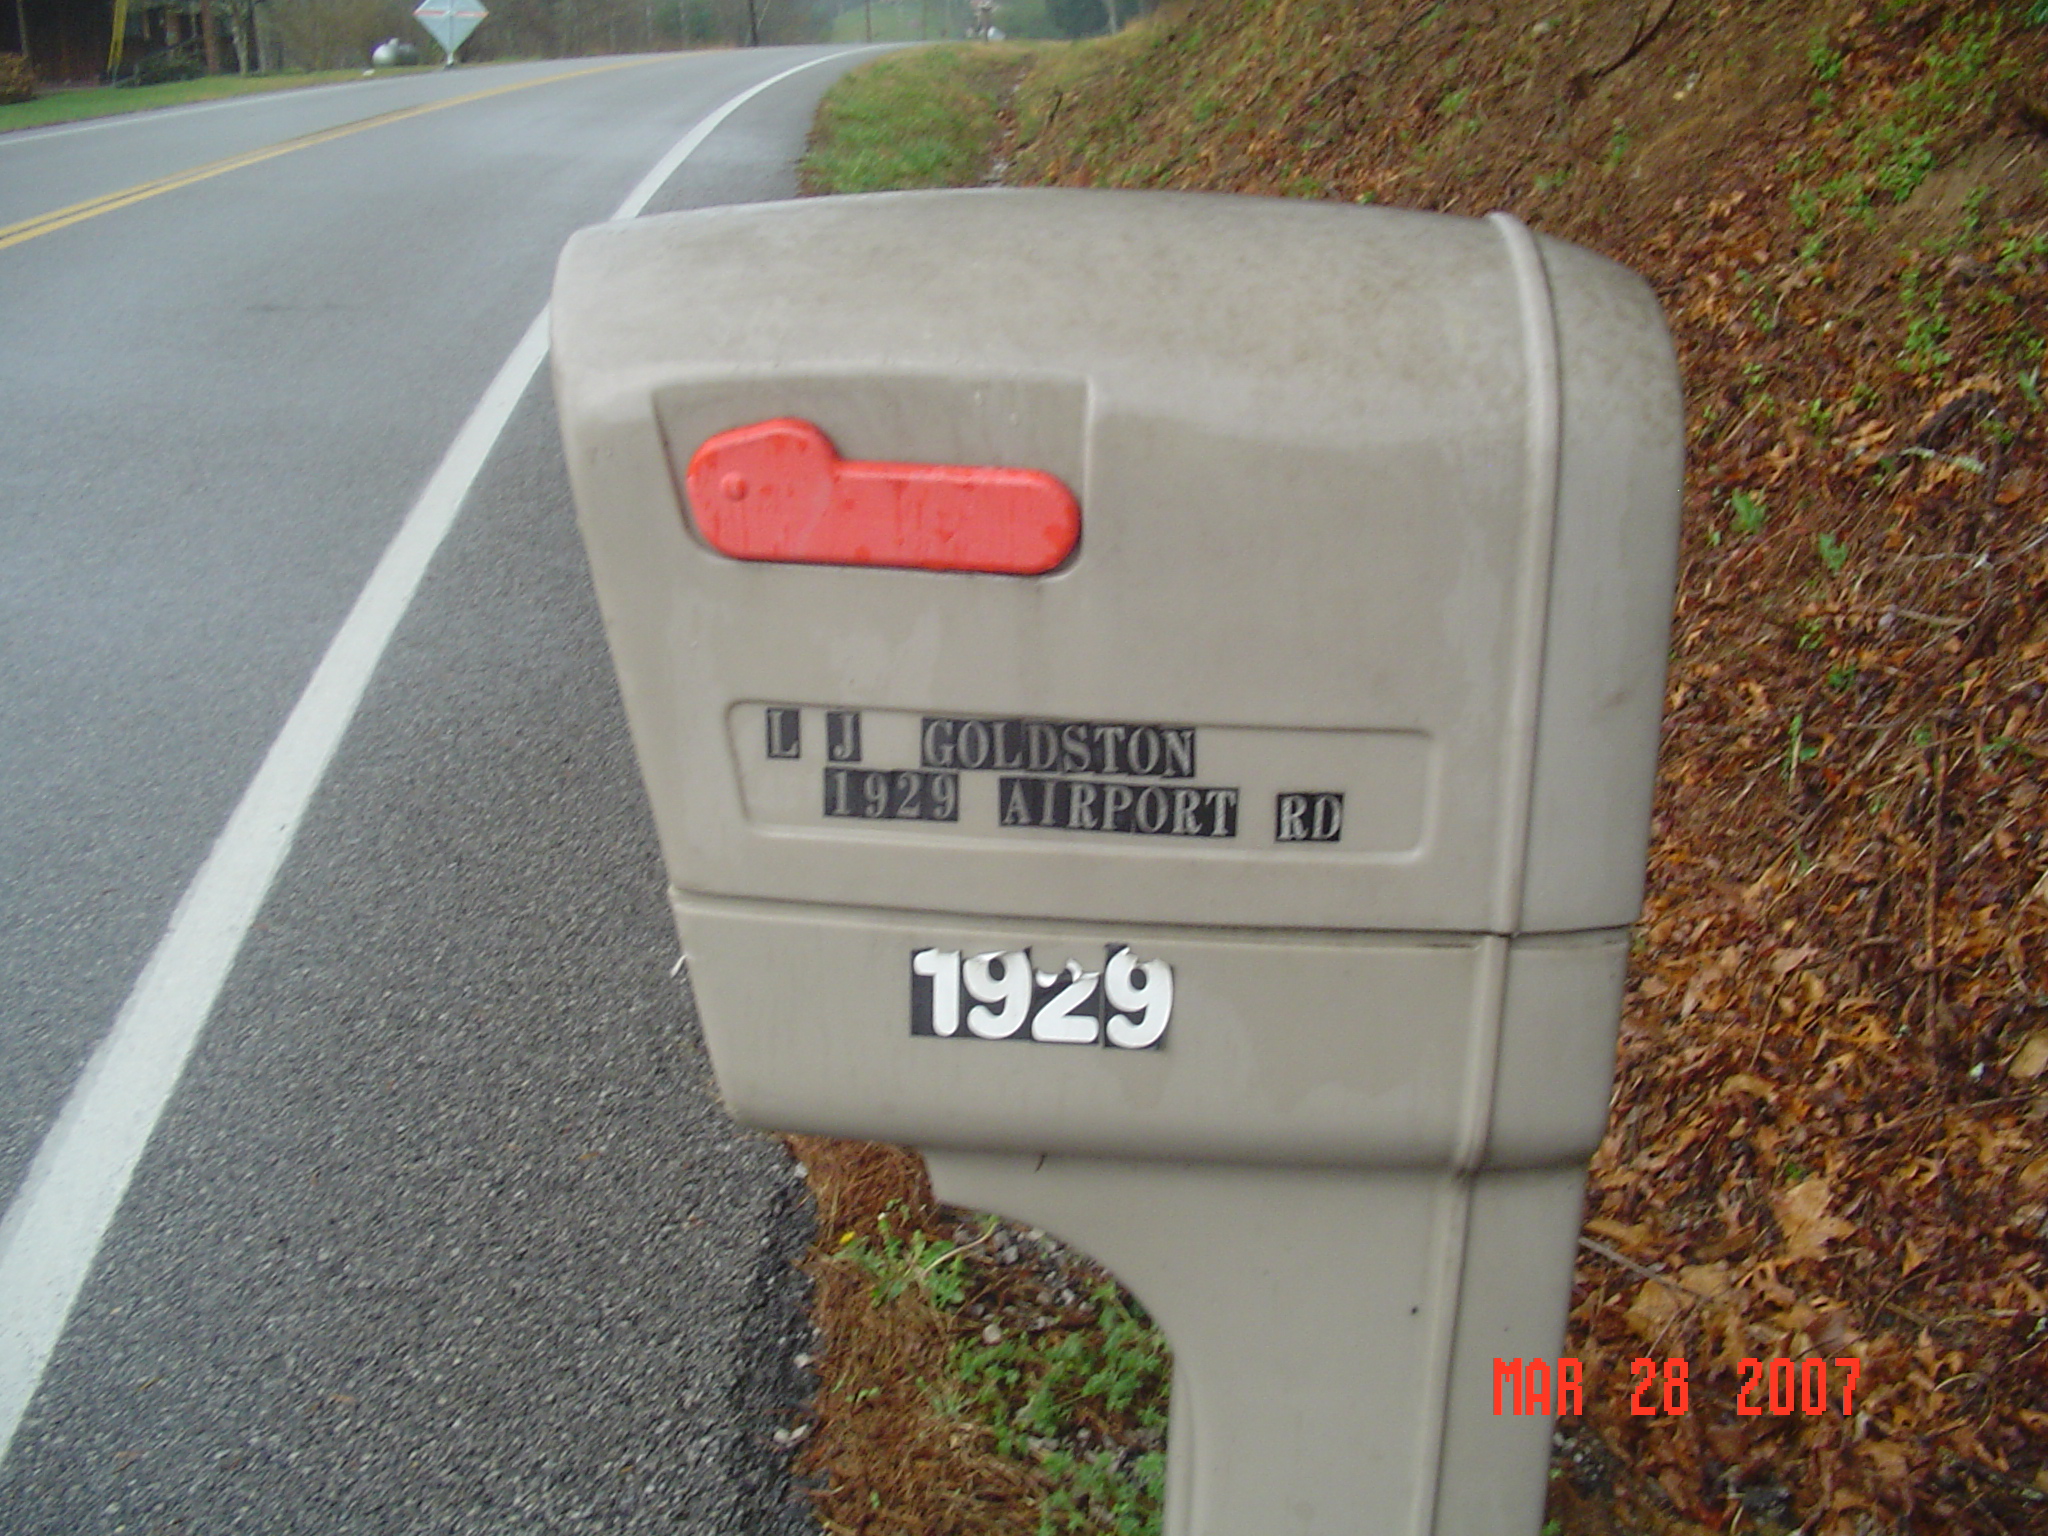 L J GOLDSTON
1929 AIRPORT RD
1929
MAR 28 2007